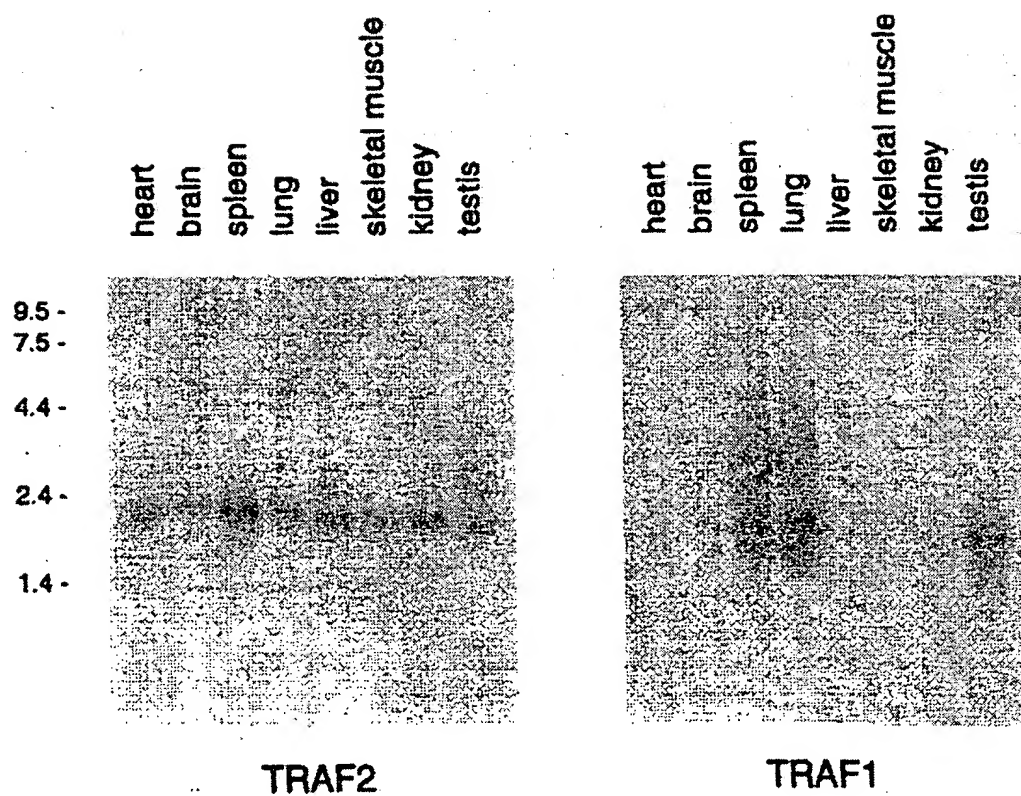 heart
brain
spleen
lung
liver
skeletal muscle
kidney
testis
heart
brain
spleen
lung
liver
skeletal muscle
kidney
testis
9.5 -
7.5 -
4.4 -
2.4 -
1.4 -
TRAF2
TRAF1